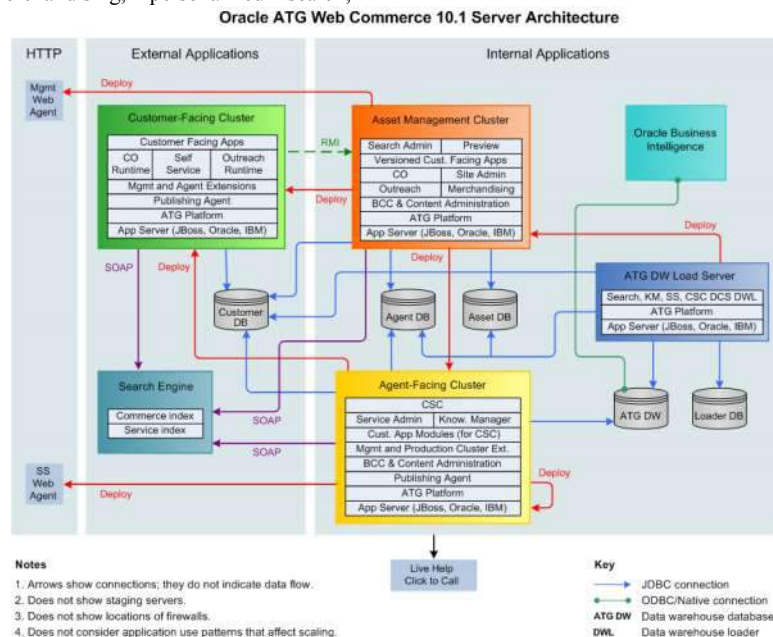 Oracle ATG Web Commerce 10.1 Server Architecture
HTTP
External Applications
Internal Applications
Mgmt
Web
Agent
Deploy
Customer-Facing Cluster
Customer Facing Apps
CO
Runtime
Self
Service
Outreach
Runtime
Mgmt and Agent Extensions
Publishing Agent
ATG Platform
App Server (JBoss, Oracle, IBM)
RMI
Deploy
Asset Management Cluster
Search Admin
Preview
Versioned Cust. Facing Apps
CO
Site Admin
Outreach
Merchandising
BCC & Content Administration
ATG Platform
App Server (JBoss, Oracle, IBM)
Oracle Business
Intelligence
Deploy
SOAP
Deploy
Deploy
ATG DW Load Server
Search, KM, SS, CSC DCS DWL
ATG Platform
App Server (JBoss, Oracle, IBM)
Customer
DB
Agent DB
Asset DB
Search Engine
Commerce index
Service index
SOAP
SOAP
Agent-Facing Cluster
CSC
Service Admin
Know. Manager
Cust. App Modules (for CSC)
Mgmt and Production Cluster Ext.
BCC & Content Administration
Publishing Agent
ATG Platform
App Server (JBoss, Oracle, IBM)
ATG DW
Loader DB
Deploy
SS
Web
Agent
Deploy
Live Help
Click to Call
Notes
1. Arrows show connections; they do not indicate data flow.
2. Does not show staging servers.
3. Does not show locations of firewalls.
4. Does not consider application use patterns that affect scaling.
Key
JDBC connection
ODBC/Native connection
ATG DW Data warehouse database
DWL Data warehouse loader